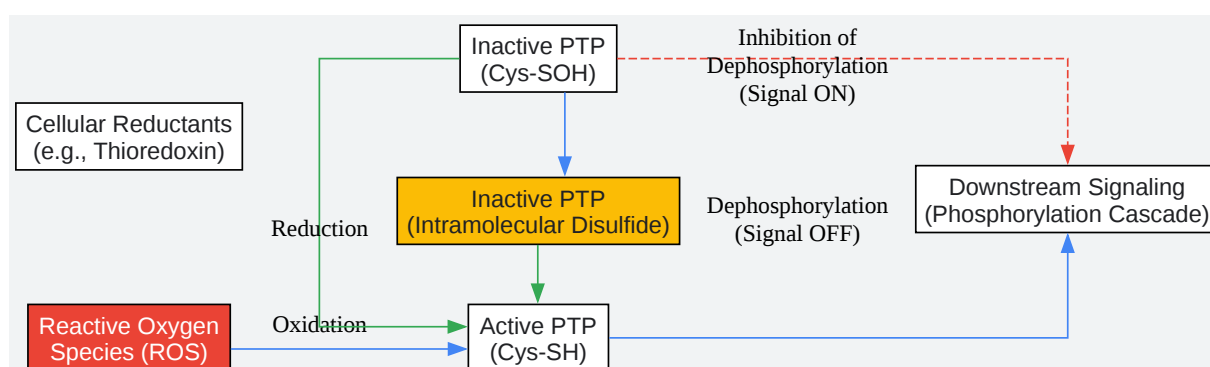 Inactive PTP
(Cys-SOH)
Inhibition of
Dephosphorylation
(Signal ON)
Cellular Reductants
(e.g., Thioredoxin)
Inactive PTP
(Intramolecular Disulfide)
Reduction
Dephosphorylation
(Signal OFF)
Downstream Signaling
(Phosphorylation Cascade)
Reactive Oxygen
Species (ROS)
Oxidation
Active PTP
(Cys-SH)